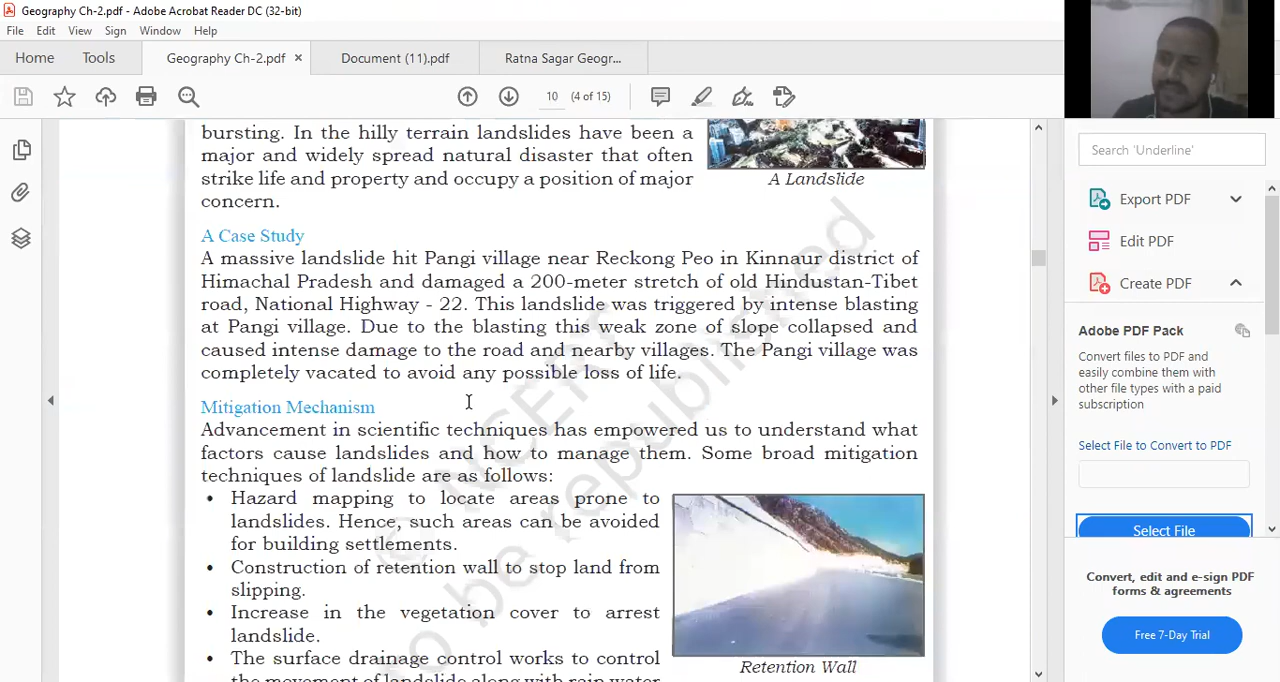 Geography Ch-2.pdf - Adobe Acrobat Reader DC (32-bit)
File Edit View Sign Window Help
Home Tools Geography Ch-2.pdf × Document (11).pdf Ratna Sagar Geogr...
10 (4 of 15)
bursting. In the hilly terrain landslides have been a
major and widely spread natural disaster that often
strike life and property and occupy a position of major
concern.
A Landslide
A Case Study
A massive landslide hit Pangi village near Reckong Peo in Kinnaur district of
Himachal Pradesh and damaged a 200-meter stretch of old Hindustan-Tibet
road, National Highway - 22. This landslide was triggered by intense blasting
at Pangi village. Due to the blasting this weak zone of slope collapsed and
caused intense damage to the road and nearby villages. The Pangi village was
completely vacated to avoid any possible loss of life.
Mitigation Mechanism
Advancement in scientific techniques has empowered us to understand what
factors cause landslides and how to manage them. Some broad mitigation
techniques of landslide are as follows:
• Hazard mapping to locate areas prone to
landslides. Hence, such areas can be avoided
for building settlements.
• Construction of retention wall to stop land from
slipping.
• Increase in the vegetation cover to arrest
landslide.
• The surface drainage control works to control
the movement of landslide along with rain water
Retention Wall
© NCERT
to be republished
Search 'Underline'
Export PDF
Edit PDF
Create PDF
Adobe PDF Pack
Convert files to PDF and
easily combine them with
other file types with a paid
subscription
Select File to Convert to PDF
Select File
Convert, edit and e-sign PDF
forms & agreements
Free 7-Day Trial